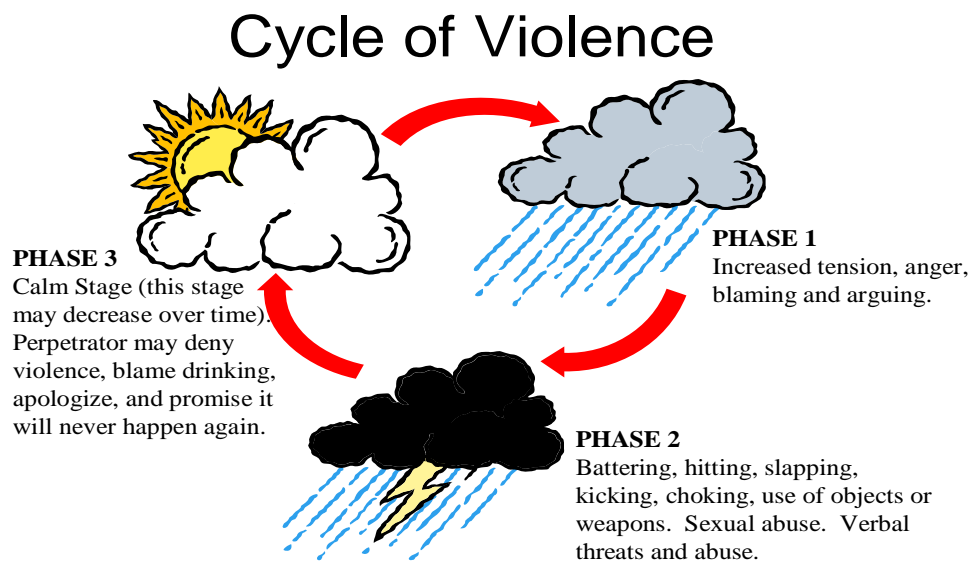 Cycle of Violence
PHASE 1
Increased tension, anger,
blaming and arguing.
PHASE 2
Battering, hitting, slapping,
kicking, choking, use of objects or
weapons.  Sexual abuse.  Verbal
threats and abuse.
PHASE 3
Calm Stage (this stage
may decrease over time).
Perpetrator may deny
violence, blame drinking,
apologize, and promise it
will never happen again.